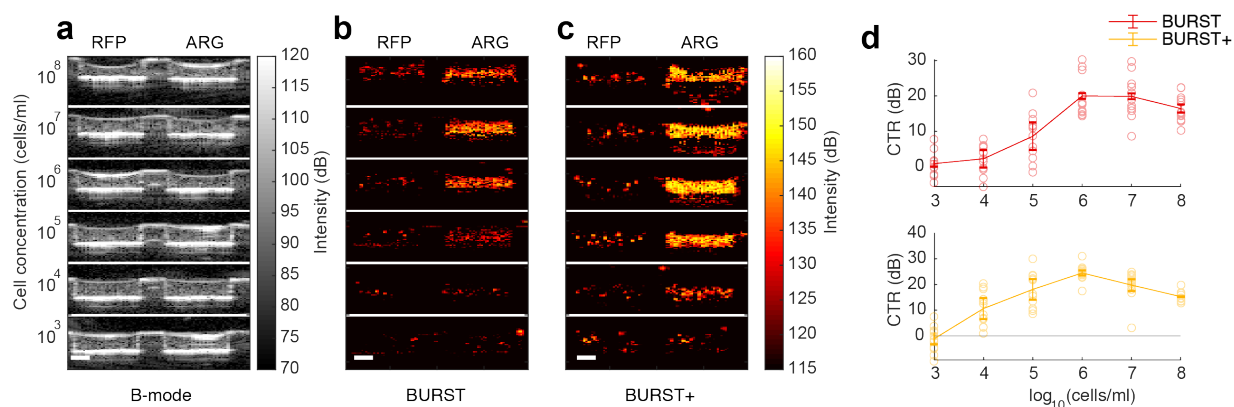 a
RFP ARG
Cell concentration (cells/ml)
10^8
10^7
10^6
10^5
10^4
10^3
B-mode
120
115
110
105
100
95
90
85
80
75
70
Intensity (dB)
b
RFP ARG
BURST
c
RFP ARG
BURST+
160
155
150
145
140
135
130
125
120
115
Intensity (dB)
d
BURST
BURST+
CTR (dB)
30
20
10
0
3 4 5 6 7 8
CTR (dB)
40
30
20
10
0
3 4 5 6 7 8
log10(cells/ml)